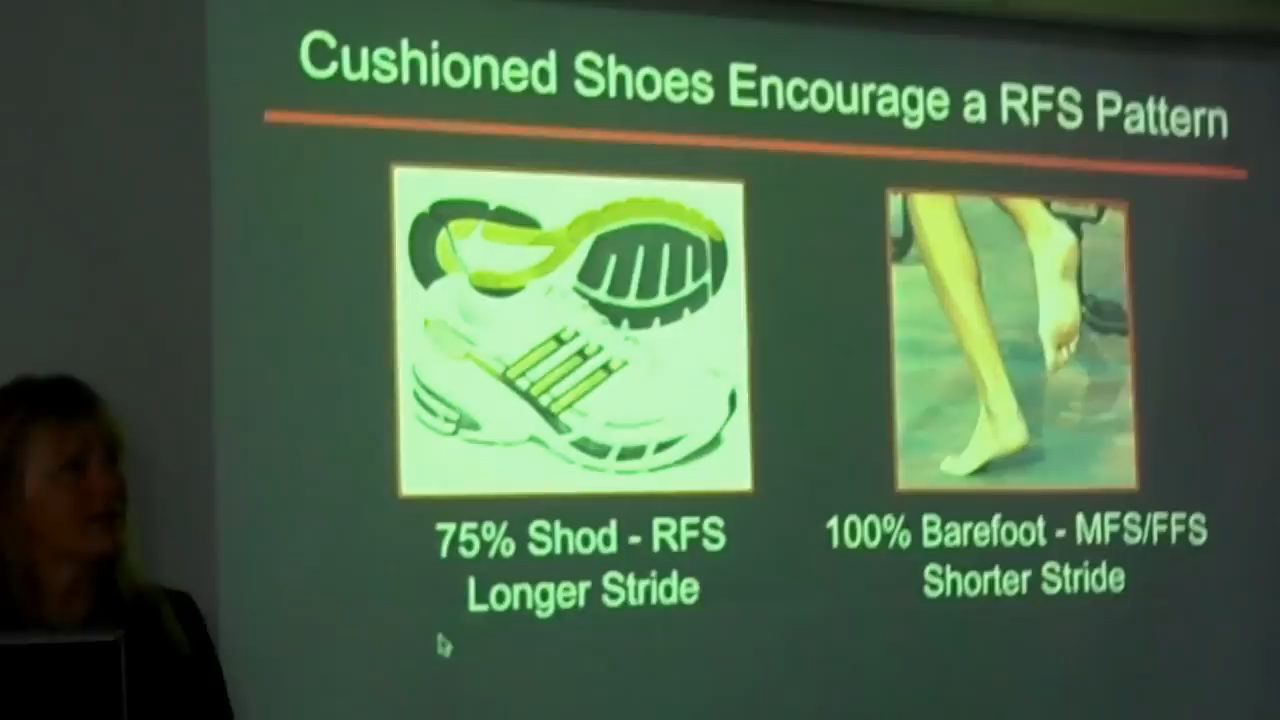 Cushioned Shoes Encourage a RFS Pattern
75% Shod - RFS
Longer Stride
100% Barefoot - MFS/FFS
Shorter Stride